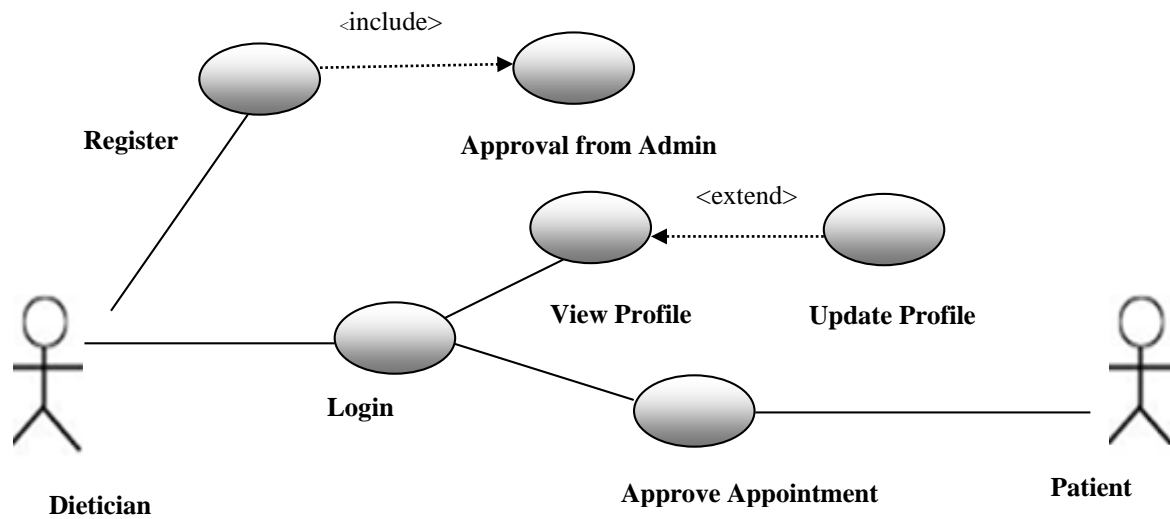 <include>
Register
Approval from Admin
<extend>
View Profile
Update Profile
Login
Approve Appointment
Patient
Dietician